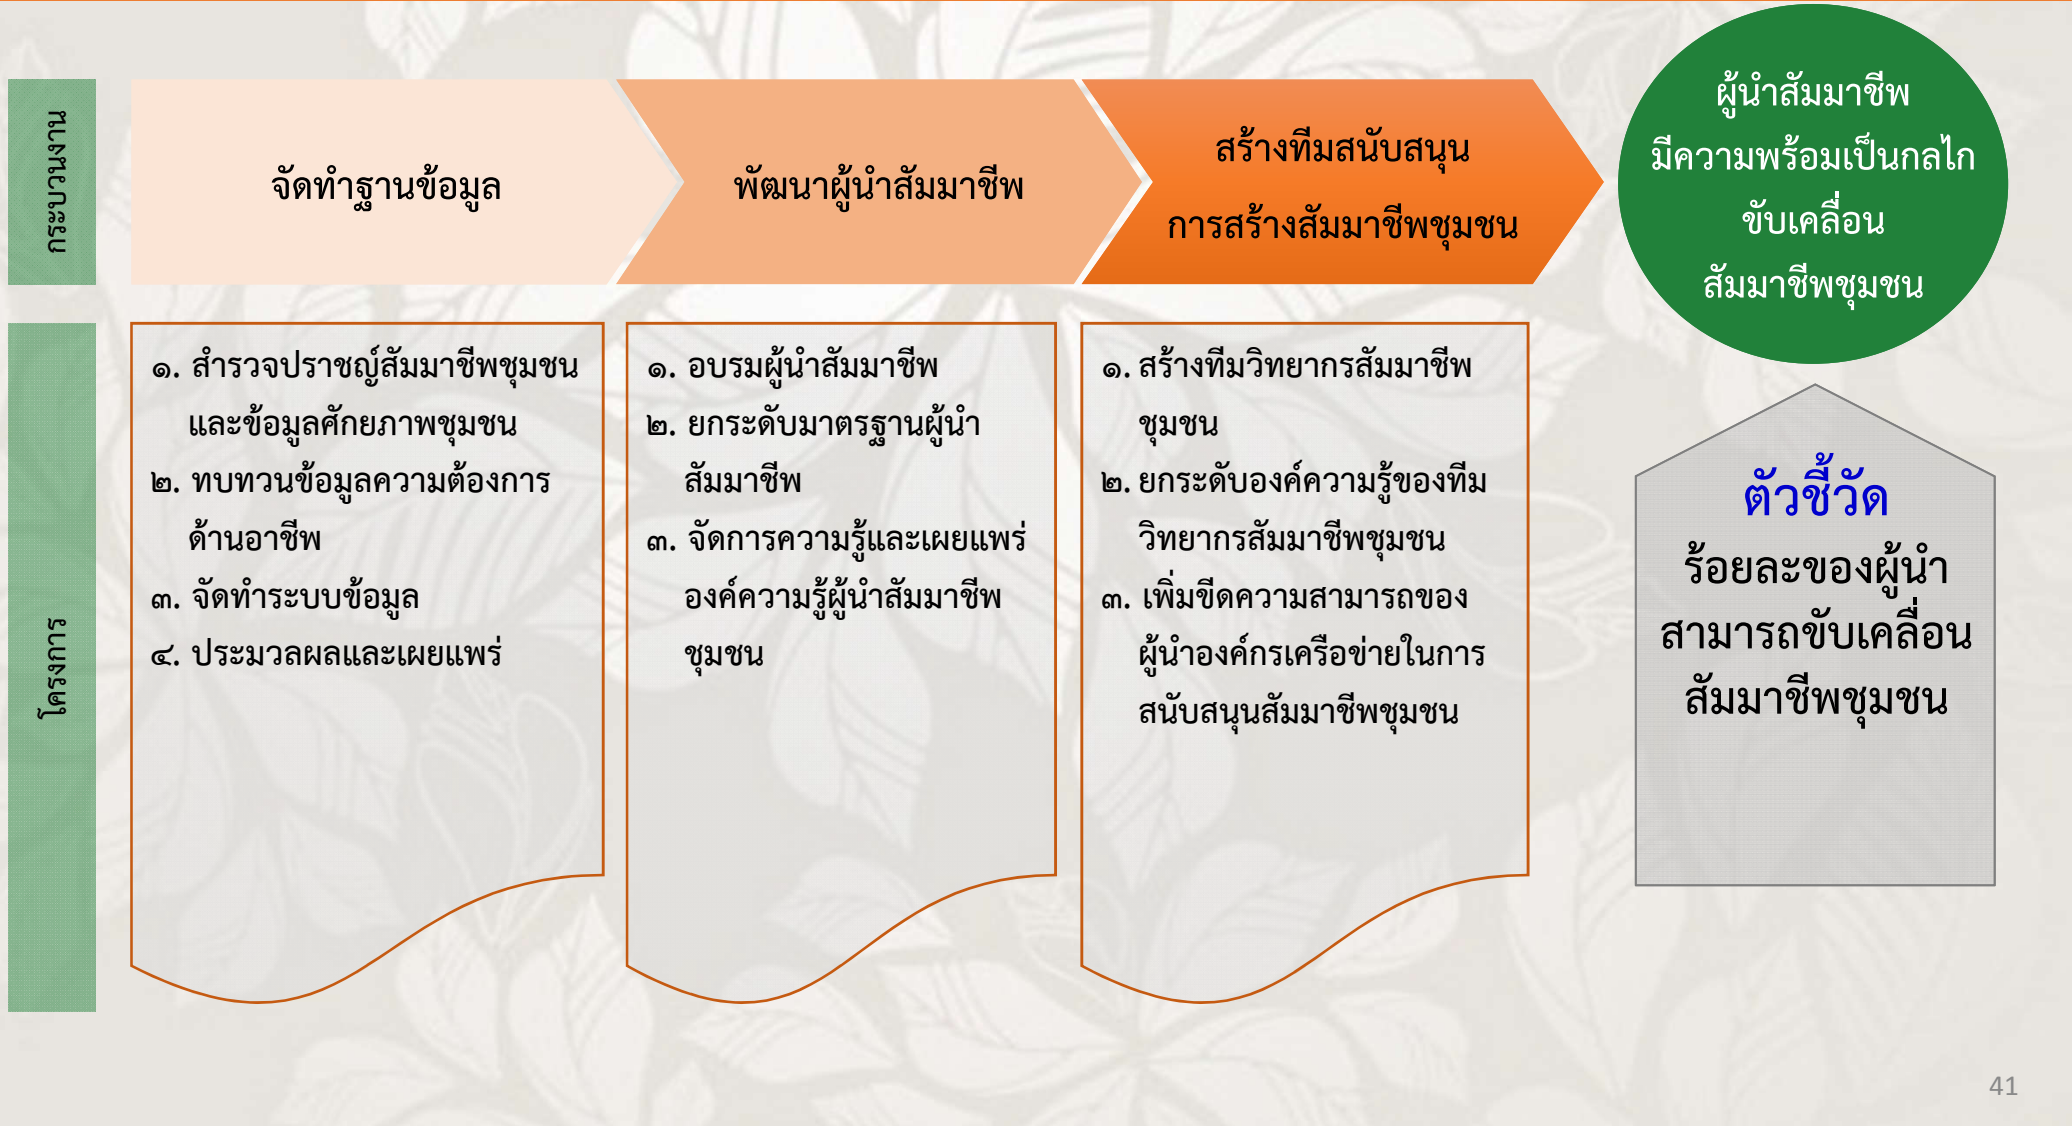 กระบวนงาน
จัดทำฐานข้อมูล
พัฒนาผู้นำสัมมาชีพ
สร้างทีมสนับสนุน
การสร้างสัมมาชีพชุมชน
ผู้นำสัมมาชีพ
มีความพร้อมเป็นกลไก
ขับเคลื่อน
สัมมาชีพชุมชน
โครงการ
๑. สำรวจปราชญ์สัมมาชีพชุมชน
และข้อมูลศักยภาพชุมชน
๒. ทบทวนข้อมูลความต้องการ
ด้านอาชีพ
๓. จัดทำระบบข้อมูล
๔. ประมวลผลและเผยแพร่
๑. อบรมผู้นำสัมมาชีพ
๒. ยกระดับมาตรฐานผู้นำ
สัมมาชีพ
๓. จัดการความรู้และเผยแพร่
องค์ความรู้ผู้นำสัมมาชีพ
ชุมชน
๑. สร้างทีมวิทยากรสัมมาชีพ
ชุมชน
๒. ยกระดับองค์ความรู้ของทีม
วิทยากรสัมมาชีพชุมชน
๓. เพิ่มขีดความสามารถของ
ผู้นำองค์กรเครือข่ายในการ
สนับสนุนสัมมาชีพชุมชน
ตัวชี้วัด
ร้อยละของผู้นำ
สามารถขับเคลื่อน
สัมมาชีพชุมชน
41